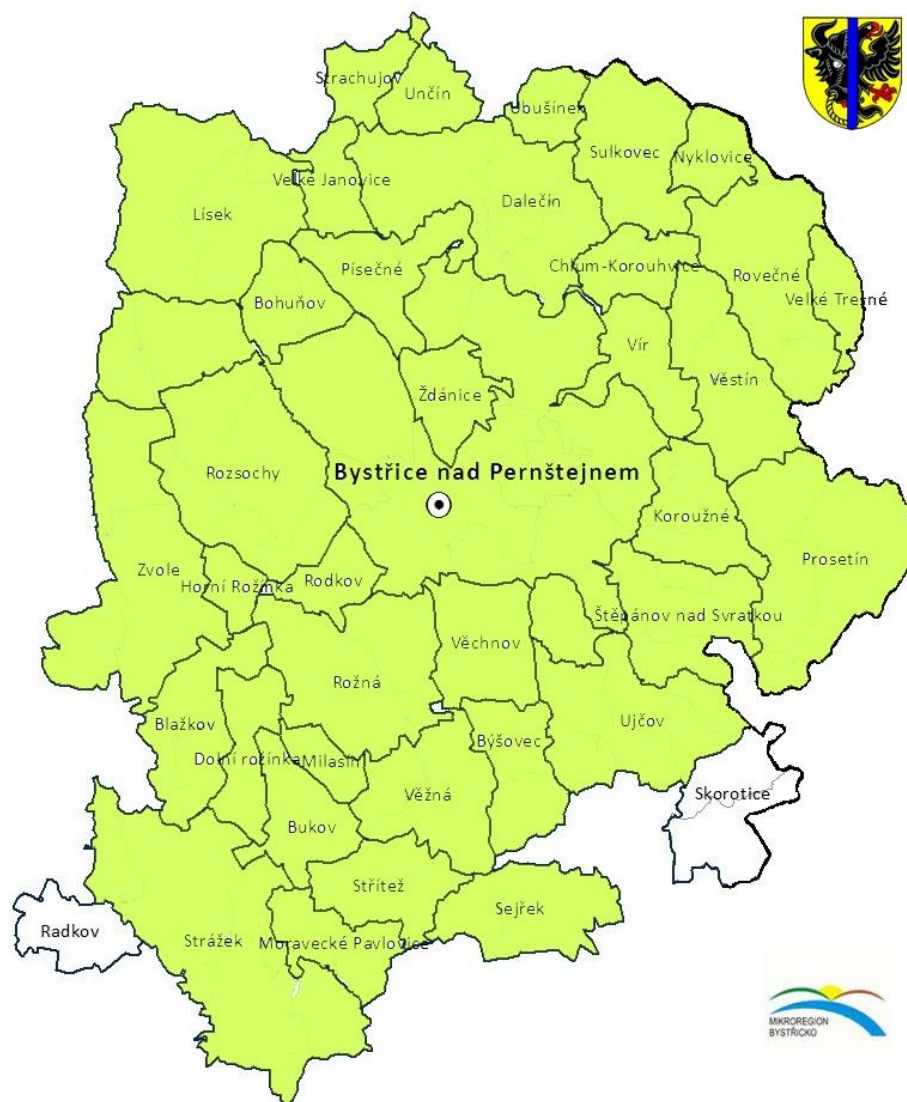 Strachujov
Unčín
Ubušínek
Sulkovec
Nyklovice
Velké Janovice
Lísek
Dalečín
Písečné
Chlum-Korouhvice
Rovečné
Bohuňov
Velké Tresné
Vír
Věstín
Ždánice
Rozsochy
Bystřice nad Pernštejnem
Koroužné
Prosetín
Zvole
Horní Rožínka
Rodkov
Štěpánov nad Svratkou
Věchnov
Rožná
Blažkov
Ujčov
Býšovec
Dolní rožínka
Milasín
Věžná
Skorotice
Bukov
Střítež
Sejřek
Radkov
Strážek
Moravecké Pavlovice
MIKROREGION
BYSTŘICKO